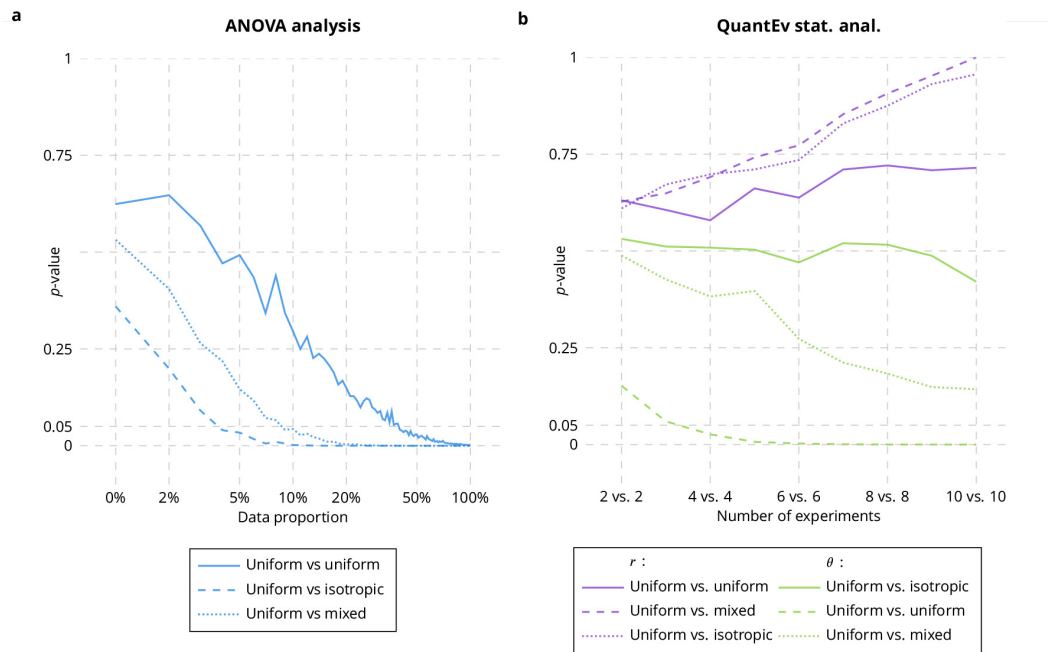 a
ANOVA analysis
1
0.75
p-value
0.25
0.05
0
0% 2% 5% 10% 20% 50% 100%
Data proportion
Uniform vs uniform
Uniform vs isotropic
Uniform vs mixed
b
QuantEv stat. anal.
1
0.75
p-value
0.25
0.05
0
2 vs. 2 4 vs. 4 6 vs. 6 8 vs. 8 10 vs. 10
Number of experiments
r : θ :
Uniform vs. uniform Uniform vs. isotropic
Uniform vs. mixed Uniform vs. uniform
Uniform vs. isotropic Uniform vs. mixed